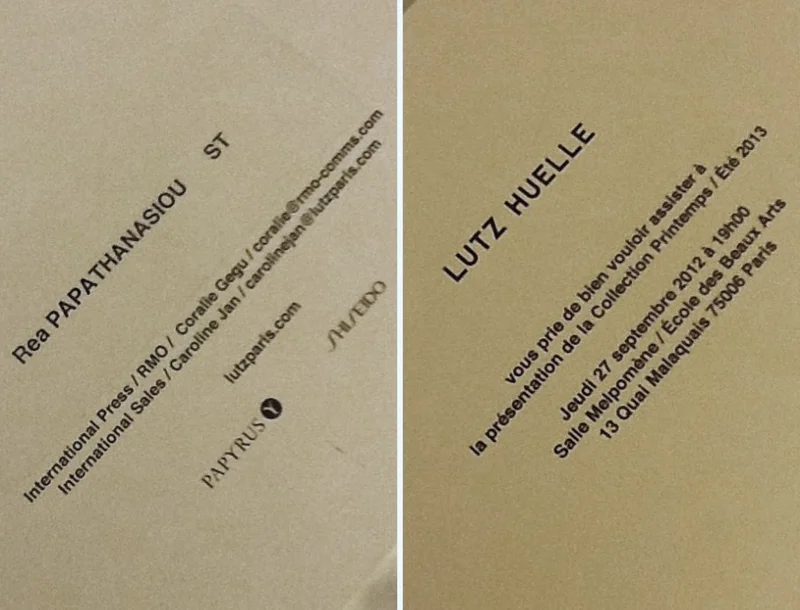 Rea PAPATHANASIOU ST
International Press / RMO / Coralie Gegu / coralie@rmo-comms.com
International Sales / Caroline Jan / carolinejan@lutzparis.com
lutzparis.com
PAPYRUS
SHISEIDO
LUTZ HUELLE
vous prie de bien vouloir assister à
la présentation de la Collection Printemps / Été 2013
Jeudi 27 septembre 2012 à 19h00
Salle Melpomène / École des Beaux Arts
13 Quai Malaquais 75006 Paris